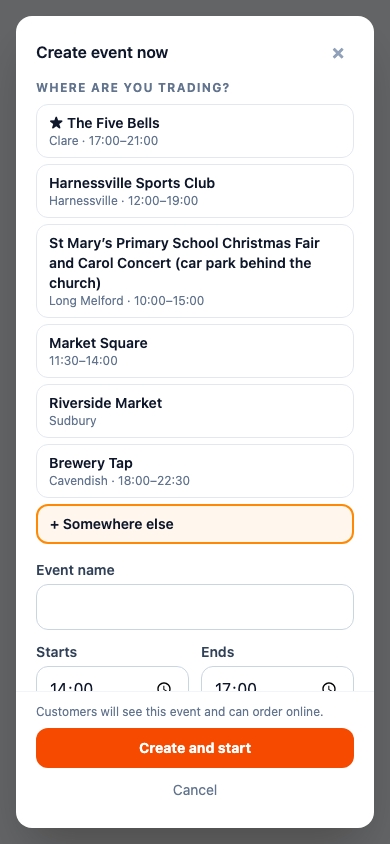 Create event now
WHERE ARE YOU TRADING?
★ The Five Bells
Clare · 17:00–21:00
Harnessville Sports Club
Harnessville · 12:00–19:00
St Mary’s Primary School Christmas Fair
and Carol Concert (car park behind the
church)
Long Melford · 10:00–15:00
Market Square
11:30–14:00
Riverside Market
Sudbury
Brewery Tap
Cavendish · 18:00–22:30
+ Somewhere else
Event name
Starts Ends
14:00 17:00
Customers will see this event and can order online.
Create and start
Cancel